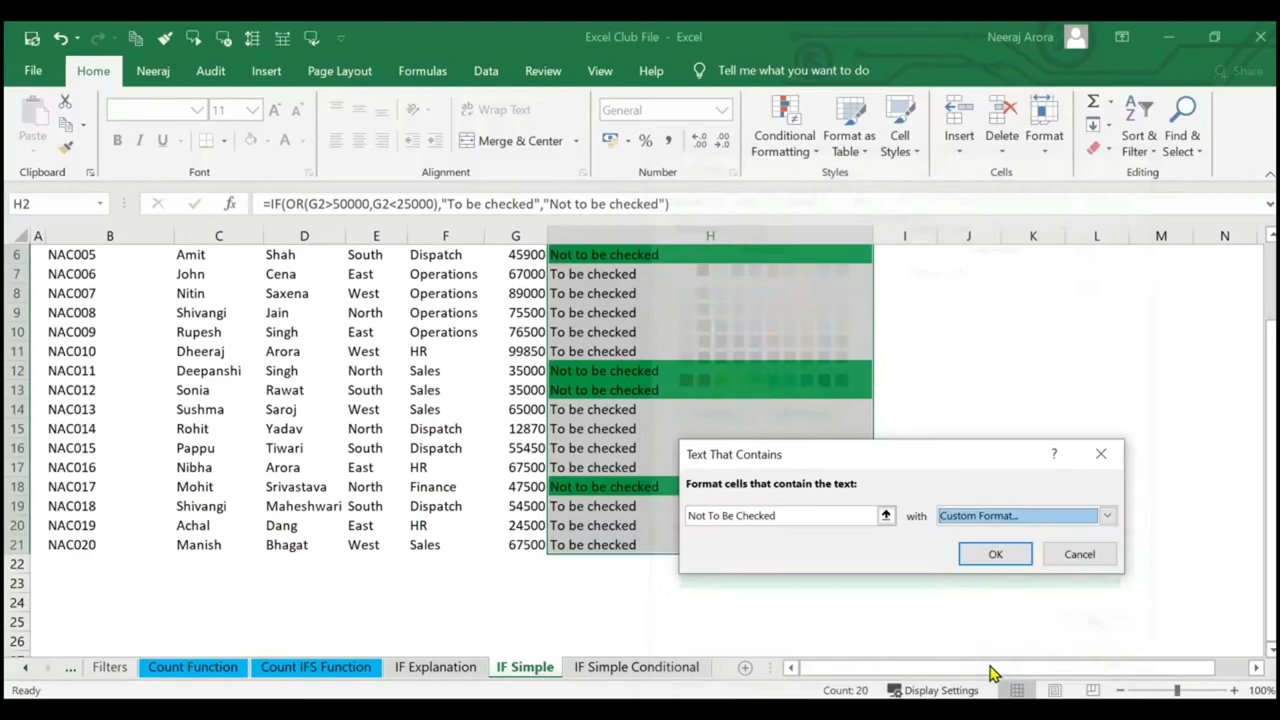 Excel Club File - Excel
Neeraj Arora
File Home Neeraj Audit Insert Page Layout Formulas Data Review View Help Tell me what you want to do Share
Paste
11
B I U
Wrap Text
Merge & Center
General
%
Conditional Formatting
Format as Table
Cell Styles
Insert
Delete
Format
Sort & Filter
Find & Select
Clipboard Font Alignment Number Styles Cells Editing
H2 fx =IF(OR(G2>50000,G2<25000),"To be checked","Not to be checked")
A B C D E F G H I J K L M N
6 NAC005 Amit Shah South Dispatch 45900 Not to be checked
7 NAC006 John Cena East Operations 67000 To be checked
8 NAC007 Nitin Saxena West Operations 89000 To be checked
9 NAC008 Shivangi Jain North Operations 75500 To be checked
10 NAC009 Rupesh Singh East Operations 76500 To be checked
11 NAC010 Dheeraj Arora West HR 99850 To be checked
12 NAC011 Deepanshi Singh North Sales 35000 Not to be checked
13 NAC012 Sonia Rawat South Sales 35000 Not to be checked
14 NAC013 Sushma Saroj West Sales 65000 To be checked
15 NAC014 Rohit Yadav North Dispatch 12870 To be checked
16 NAC015 Pappu Tiwari South Dispatch 55450 To be checked
17 NAC016 Nibha Arora East HR 67500 To be checked
18 NAC017 Mohit Srivastava North Finance 47500 Not to be checked
19 NAC018 Shivangi Maheshwari South Dispatch 54500 To be checked
20 NAC019 Achal Dang East HR 24500 To be checked
21 NAC020 Manish Bhagat West Sales 67500 To be checked
22
23
24
25
26
Text That Contains ?
Format cells that contain the text:
Not To Be Checked with Custom Format...
OK Cancel
... Filters Count Function Count IFS Function IF Explanation IF Simple IF Simple Conditional
Ready Count: 20 Display Settings 100%